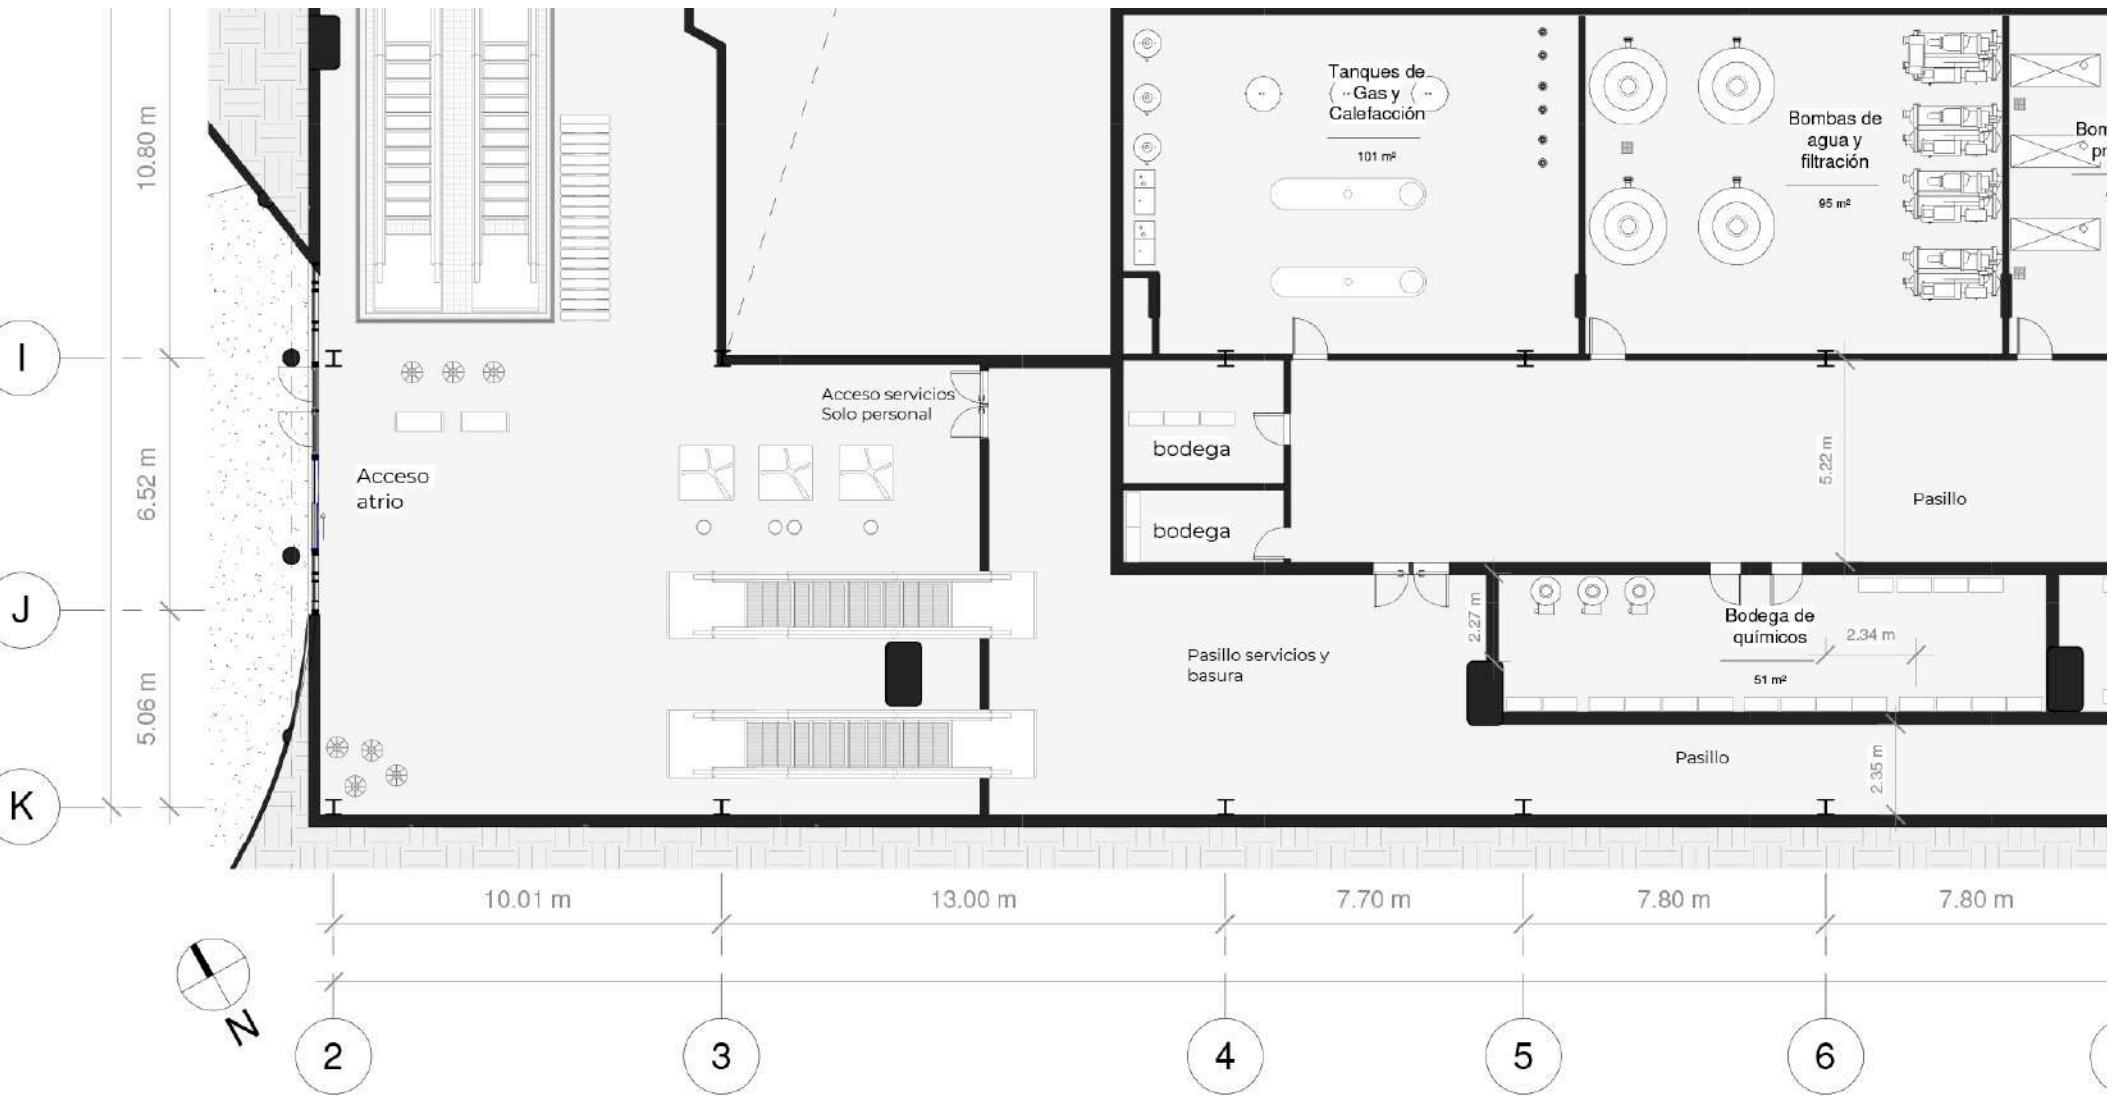 10.80 m
6.52 m
5.06 m
I
J
K
Tanques de
Gas y
Calefacción
101 m²
Bombas de
agua y
filtración
95 m²
Acceso servicios
Solo personal
Acceso
atrio
bodega
bodega
5.22 m
Pasillo
2.27 m
Bodega de
químicos
51 m²
2.34 m
Pasillo servicios y
basura
Pasillo
2.35 m
10.01 m
13.00 m
7.70 m
7.80 m
7.80 m
N
2
3
4
5
6